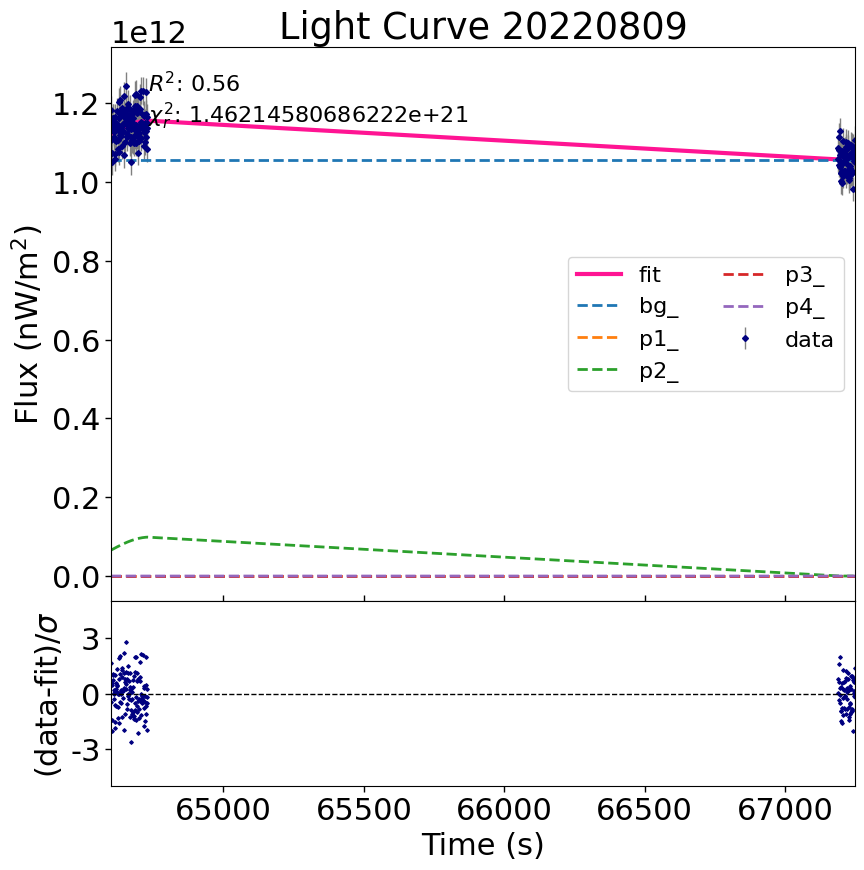 Light Curve 20220809
1e12
R²: 0.56
χ²ᵣ: 1.46214580686222e+21
1.2
1.0
0.8
0.6
0.4
0.2
0.0
Flux (nW/m²)
fit
bg_
p1_
p2_
p3_
p4_
data
3
0
-3
(data-fit)/σ
65000 65500 66000 66500 67000
Time (s)